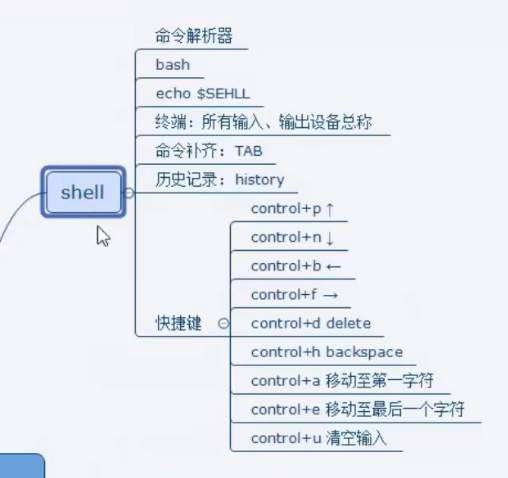 命令解析器
bash
echo $SEHLL
终端：所有输入、输出设备总称
命令补齐：TAB
历史记录：history
shell
control+p ↑
control+n ↓
control+b ←
control+f →
快捷键
control+d delete
control+h backspace
control+a 移动至第一字符
control+e 移动至最后一个字符
control+u 清空输入